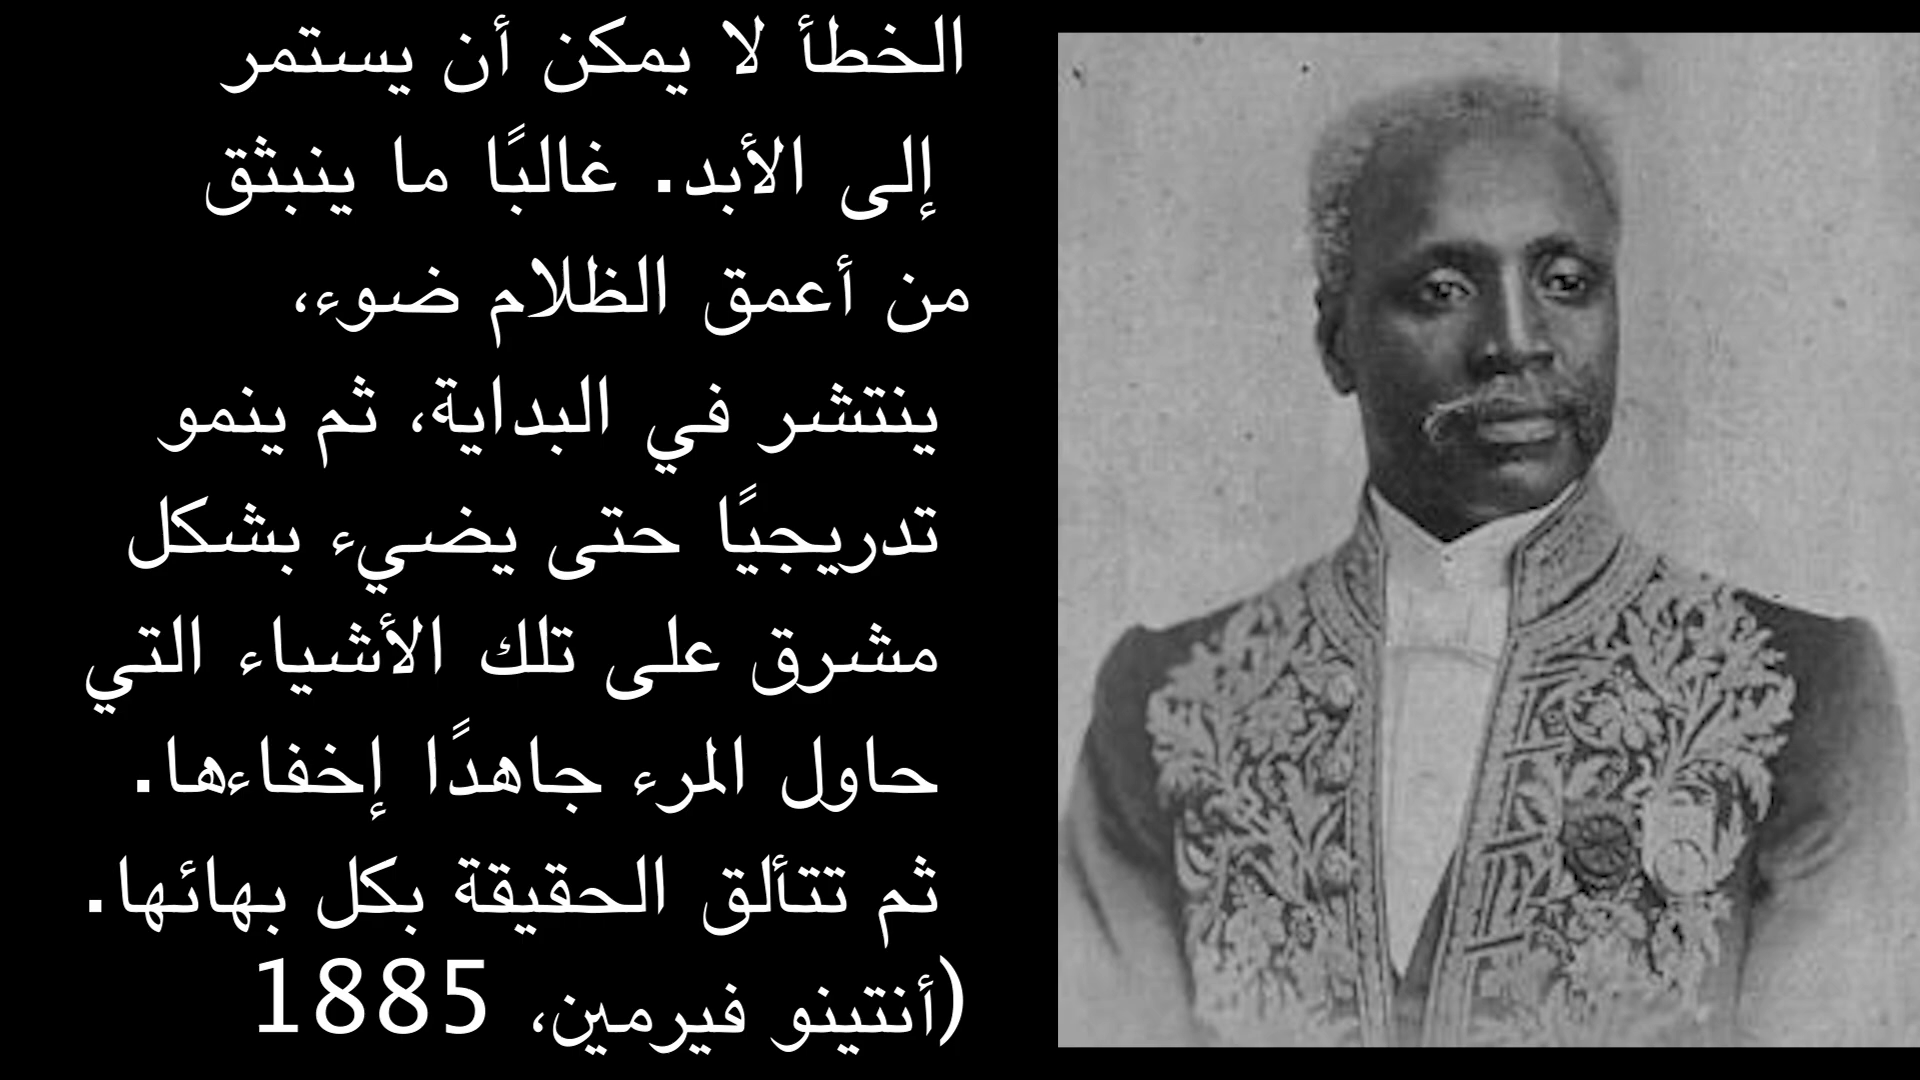 الخطأ لا يمكن أن يستمر
إلى الأبد. غالبًا ما ينبثق
من أعمق الظلام ضوء،
ينتشر في البداية، ثم ينمو
تدريجيًا حتى يضيء بشكل
مشرق على تلك الأشياء التي
حاول المرء جاهدًا إخفاءها.
ثم تتألق الحقيقة بكل بهائها.
(أنتينو فيرمين، 1885